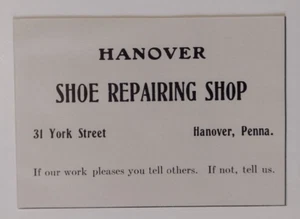 HANOVER
SHOE REPAIRING SHOP
31 York Street Hanover, Penna.
If our work pleases you tell others. If not, tell us.